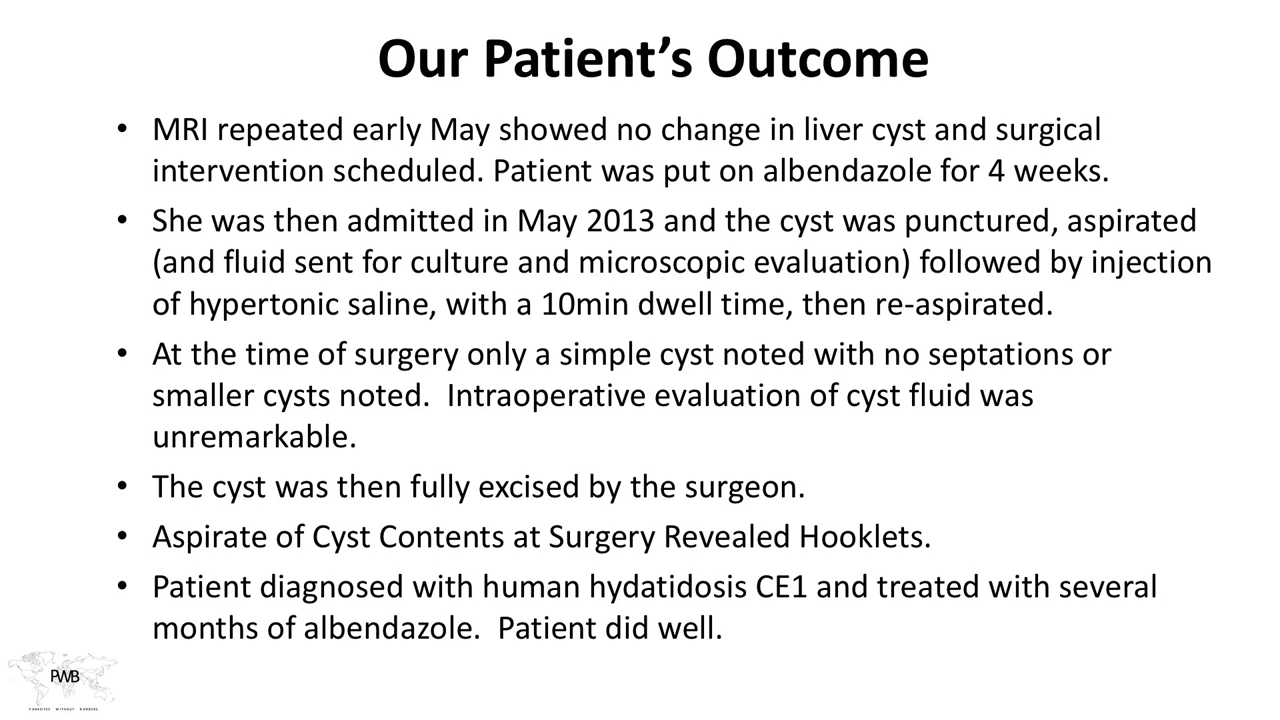 Our Patient’s Outcome
• MRI repeated early May showed no change in liver cyst and surgical
intervention scheduled. Patient was put on albendazole for 4 weeks.
• She was then admitted in May 2013 and the cyst was punctured, aspirated
(and fluid sent for culture and microscopic evaluation) followed by injection
of hypertonic saline, with a 10min dwell time, then re-aspirated.
• At the time of surgery only a simple cyst noted with no septations or
smaller cysts noted.  Intraoperative evaluation of cyst fluid was
unremarkable.
• The cyst was then fully excised by the surgeon.
• Aspirate of Cyst Contents at Surgery Revealed Hooklets.
• Patient diagnosed with human hydatidosis CE1 and treated with several
months of albendazole.  Patient did well.
PWB
PARASITES WITHOUT BORDERS